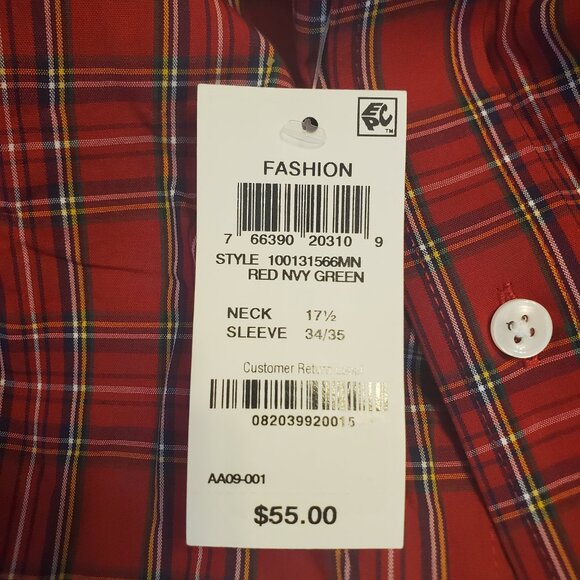 EPC™
FASHION
7 66390 20310 9
STYLE 100131566MN
RED NVY GREEN
NECK 17½
SLEEVE 34/35
Customer Return
082039920015
AA09-001
$55.00